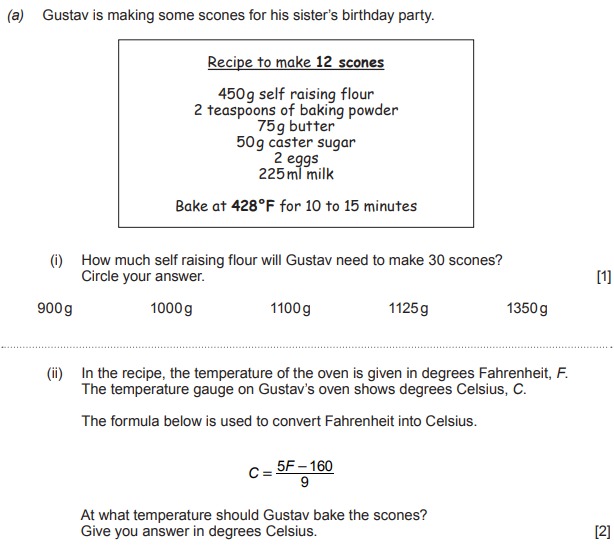 (a) Gustav is making some scones for his sister's birthday party.
Recipe to make 12 scones
450g self raising flour
2 teaspoons of baking powder
75g butter
50g caster sugar
2 eggs
225ml milk
Bake at 428°F for 10 to 15 minutes
(i) How much self raising flour will Gustav need to make 30 scones?
Circle your answer. [1]
900g 1000g 1100g 1125g 1350g
(ii) In the recipe, the temperature of the oven is given in degrees Fahrenheit, F.
The temperature gauge on Gustav's oven shows degrees Celsius, C.
The formula below is used to convert Fahrenheit into Celsius.
C = (5F – 160)/9
At what temperature should Gustav bake the scones?
Give you answer in degrees Celsius. [2]